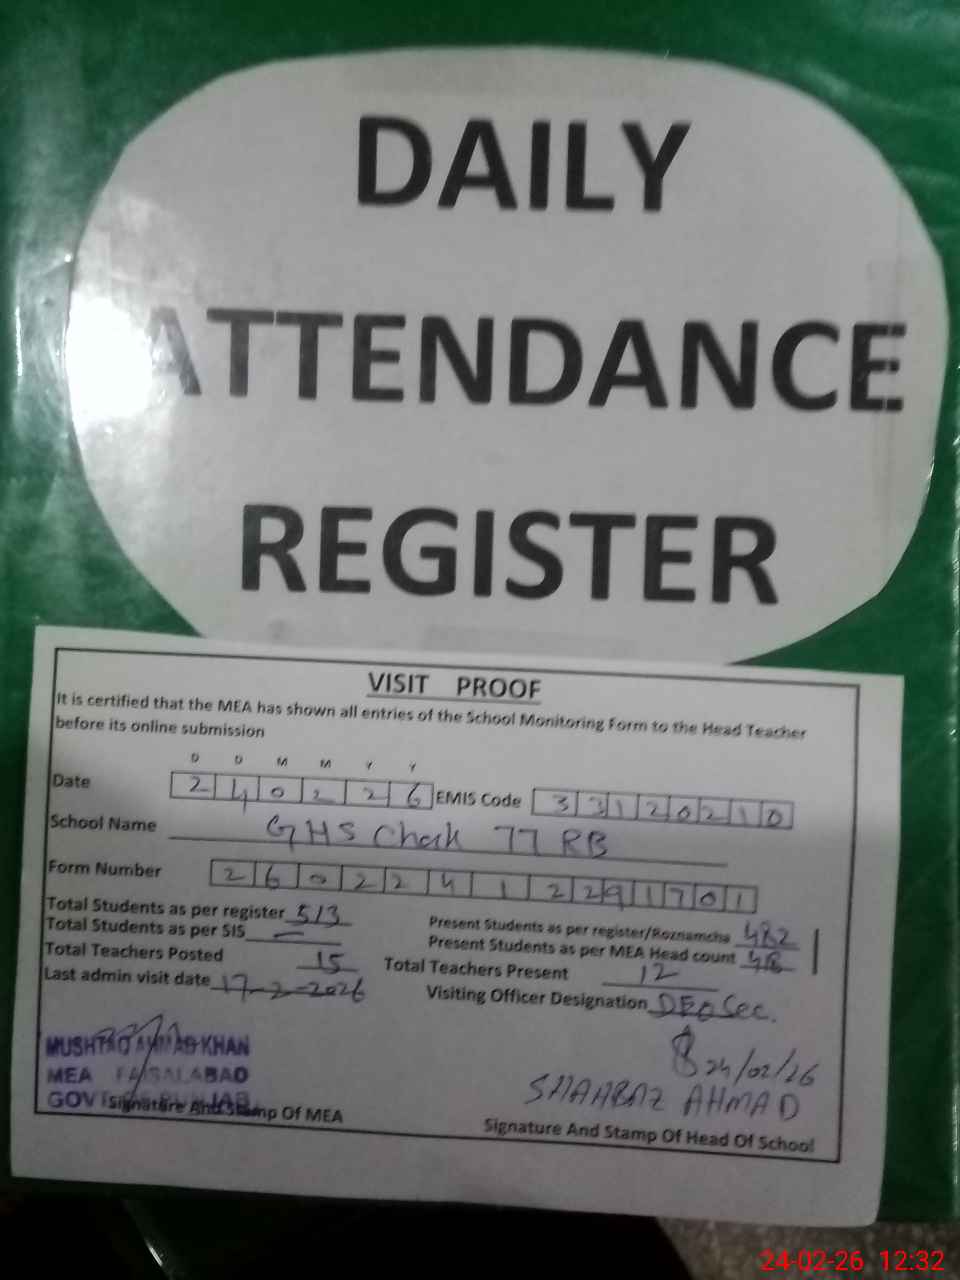 DAILY
ATTENDANCE
REGISTER
VISIT PROOF
It is certified that the MEA has shown all entries of the School Monitoring Form to the Head Teacher
before its online submission
D D M M Y Y
Date 2 4 0 2 2 6 EMIS Code 3 3 1 2 0 2 1 0
School Name GHS Chak 77 RB
Form Number 2 6 0 2 2 4 1 2 2 9 1 7 0 1
Total Students as per register 513 Present Students as per register/Roznamcha 482
Total Students as per SIS — Present Students as per MEA Head count
Total Teachers Posted 15 Total Teachers Present 12
Last admin visit date 17-2-2026 Visiting Officer Designation DEO Sec.
MUSHTAQ AHMAD KHAN
MEA FAISALABAD
GOVT OF PUNJAB
24/02/26
SHAHBAZ AHMAD
Signature And Stamp Of MEA
Signature And Stamp Of Head Of School
24-02-26 12:32